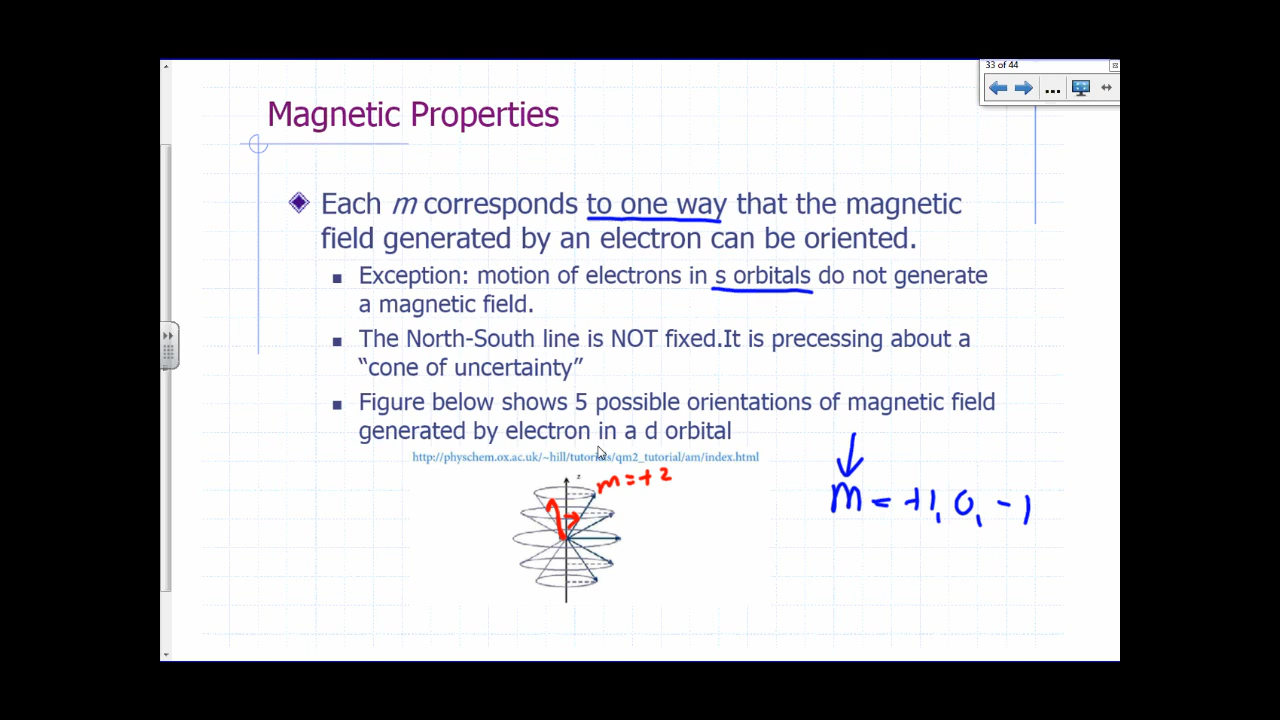 33 of 44
...
Magnetic Properties
Each m corresponds to one way that the magnetic
field generated by an electron can be oriented.
Exception: motion of electrons in s orbitals do not generate
a magnetic field.
The North-South line is NOT fixed.It is precessing about a
“cone of uncertainty”
Figure below shows 5 possible orientations of magnetic field
generated by electron in a d orbital
http://physchem.ox.ac.uk/~hill/tutorials/qm2_tutorial/am/index.html
z
m=+2
m = +1, 0, -1